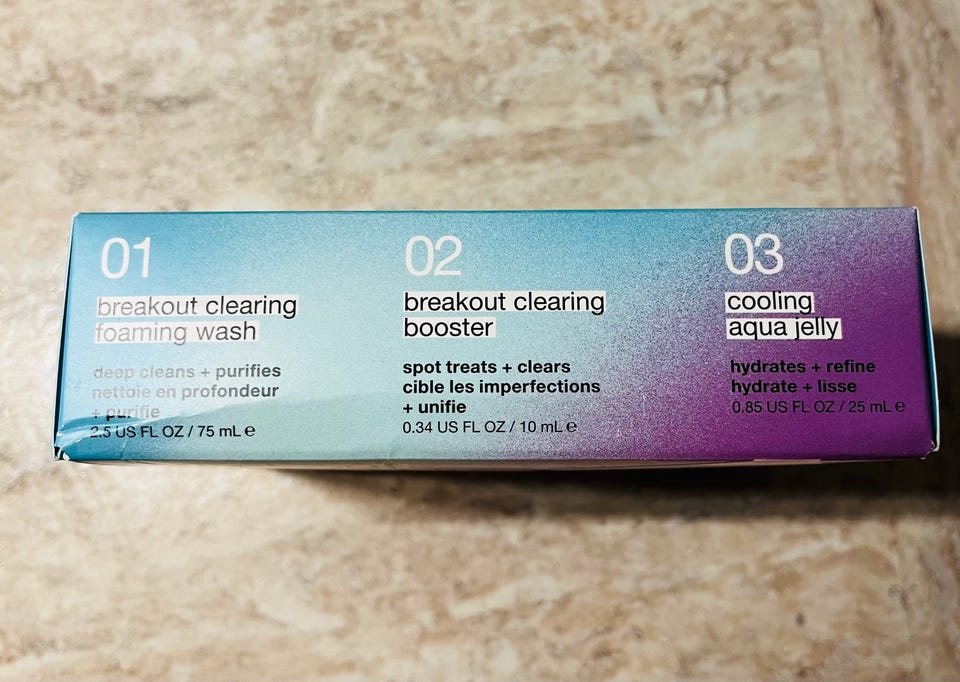 01
breakout clearing
foaming wash
deep cleans + purifies
nettoie en profondeur
+ purifie
2.5 US FL OZ / 75 mL ℮
02
breakout clearing
booster
spot treats + clears
cible les imperfections
+ unifie
0.34 US FL OZ / 10 mL ℮
03
cooling
aqua jelly
hydrates + refine
hydrate + lisse
0.85 US FL OZ / 25 mL ℮